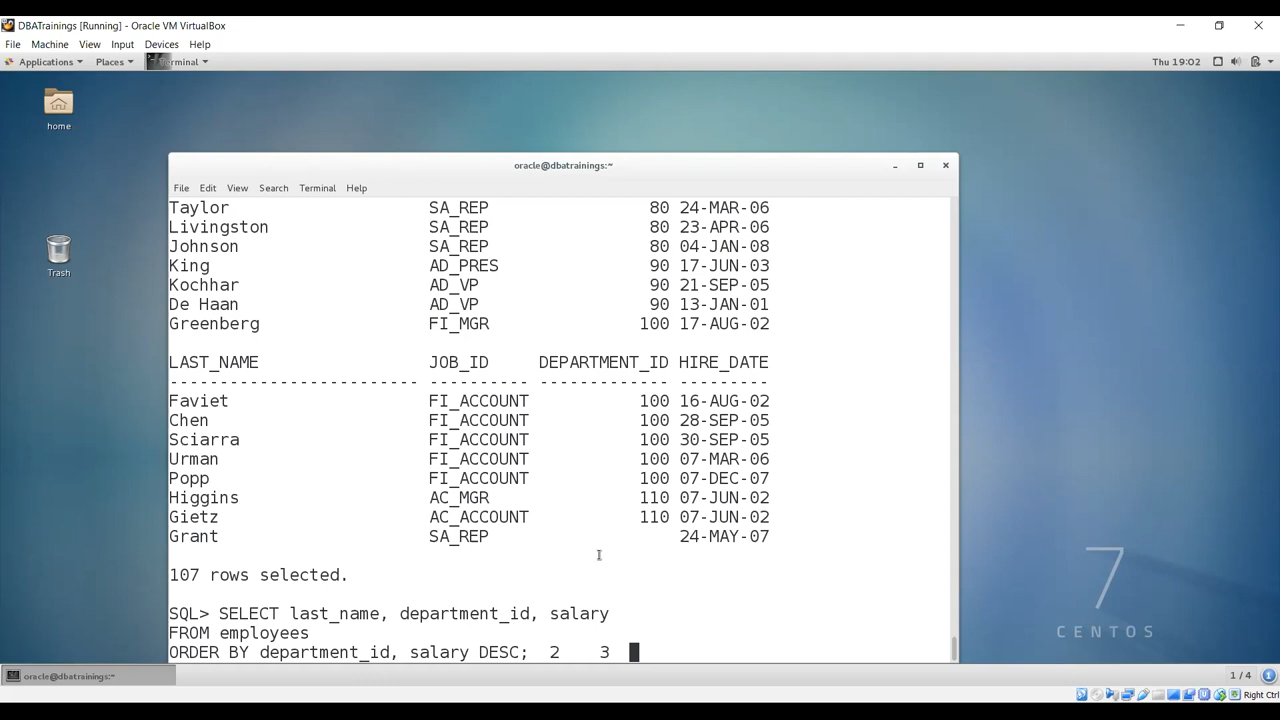 DBATrainings [Running] - Oracle VM VirtualBox
File Machine View Input Devices Help
Applications Places Terminal Thu 19:02
home
Trash
oracle@dbatrainings:~
File Edit View Search Terminal Help
Taylor SA_REP 80 24-MAR-06
Livingston SA_REP 80 23-APR-06
Johnson SA_REP 80 04-JAN-08
King AD_PRES 90 17-JUN-03
Kochhar AD_VP 90 21-SEP-05
De Haan AD_VP 90 13-JAN-01
Greenberg FI_MGR 100 17-AUG-02
LAST_NAME JOB_ID DEPARTMENT_ID HIRE_DATE
------------------------- ---------- ------------- ---------
Faviet FI_ACCOUNT 100 16-AUG-02
Chen FI_ACCOUNT 100 28-SEP-05
Sciarra FI_ACCOUNT 100 30-SEP-05
Urman FI_ACCOUNT 100 07-MAR-06
Popp FI_ACCOUNT 100 07-DEC-07
Higgins AC_MGR 110 07-JUN-02
Gietz AC_ACCOUNT 110 07-JUN-02
Grant SA_REP 24-MAY-07
107 rows selected.
SQL> SELECT last_name, department_id, salary
FROM employees
ORDER BY department_id, salary DESC; 2 3
7
CENTOS
oracle@dbatrainings:~ 1 / 4
Right Ctrl